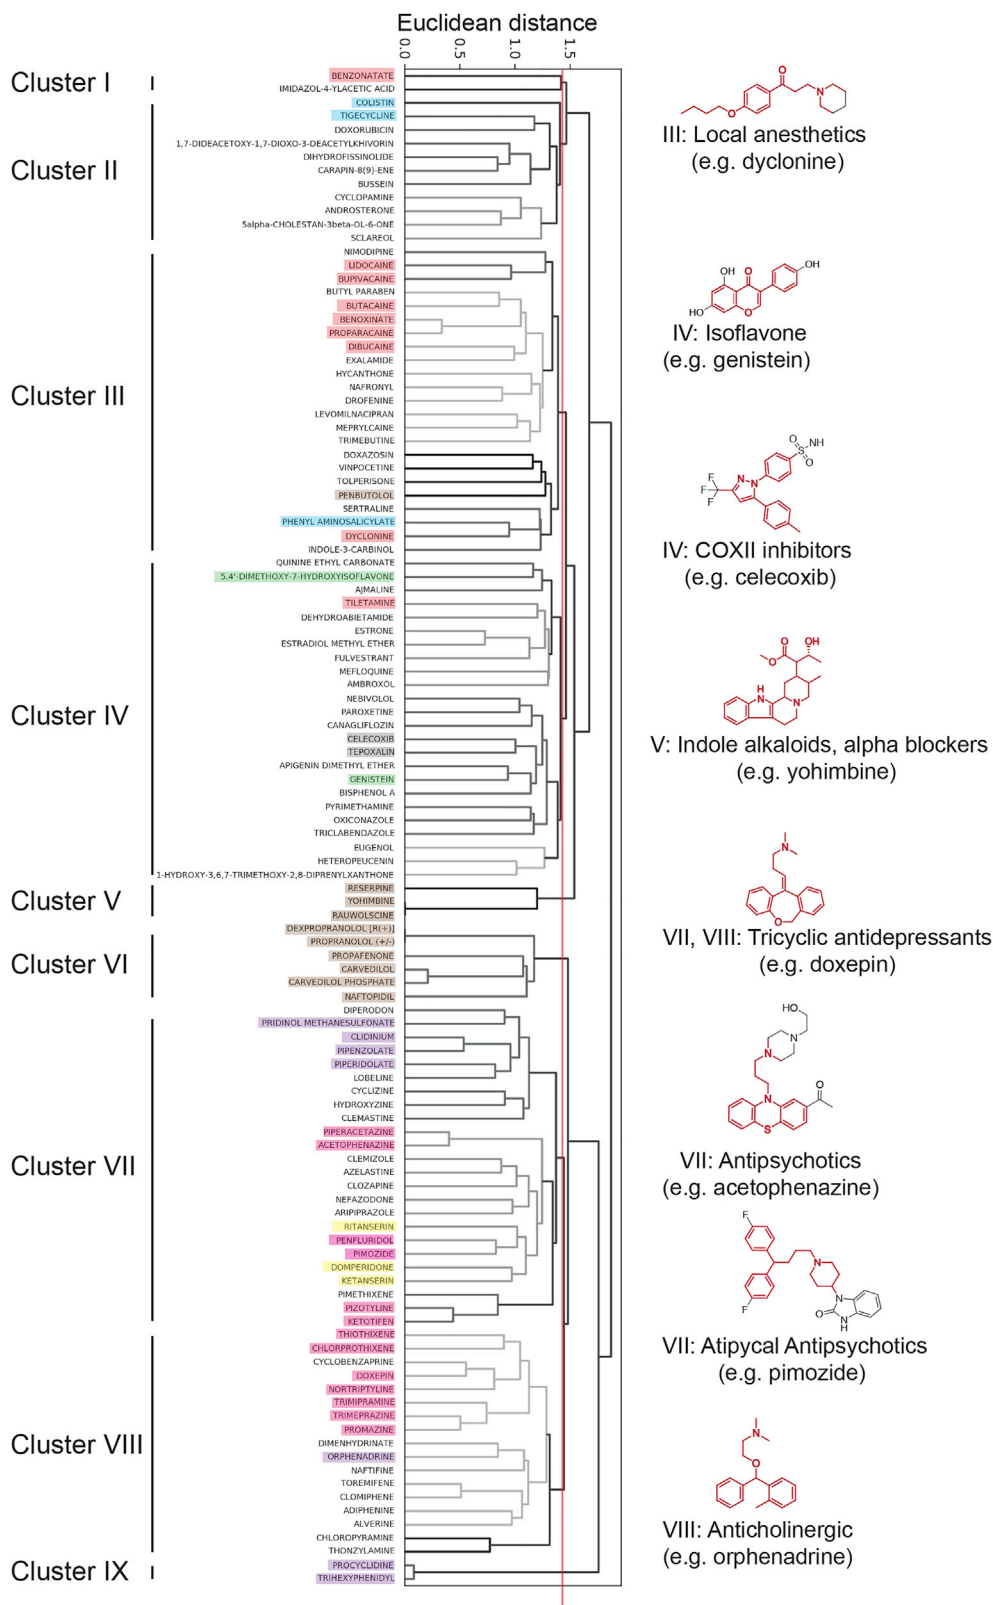 Euclidean distance
0.0
0.5
1.0
1.5
Cluster I
BENZONATATE
IMIDAZOL-4-YLACETIC ACID
Cluster II
COLISTIN
TIGECYCLINE
DOXORUBICIN
1,7-DIDEACETOXY-1,7-DIOXO-3-DEACETYLKHIVORIN
DIHYDROFISSINOLIDE
CARAPIN-8(9)-ENE
BUSSEIN
CYCLOPAMINE
ANDROSTERONE
5alpha-CHOLESTAN-3beta-OL-6-ONE
SCLAREOL
Cluster III
NIMODIPINE
LIDOCAINE
BUPIVACAINE
BUTYL PARABEN
BUTACAINE
BENOXINATE
PROPARACAINE
DIBUCAINE
EXALAMIDE
HYCANTHONE
NAFRONYL
DROFENINE
LEVOMILNACIPRAN
MEPRYLCAINE
TRIMEBUTINE
DOXAZOSIN
VINPOCETINE
TOLPERISONE
PENBUTOLOL
SERTRALINE
PHENYL AMINOSALICYLATE
DYCLONINE
INDOLE-3-CARBINOL
Cluster IV
QUININE ETHYL CARBONATE
5,4'-DIMETHOXY-7-HYDROXYISOFLAVONE
AJMALINE
TILETAMINE
DEHYDROABIETAMIDE
ESTRONE
ESTRADIOL METHYL ETHER
FULVESTRANT
MEFLOQUINE
AMBROXOL
NEBIVOLOL
PAROXETINE
CANAGLIFLOZIN
CELECOXIB
TEPOXALIN
APIGENIN DIMETHYL ETHER
GENISTEIN
BISPHENOL A
PYRIMETHAMINE
OXICONAZOLE
TRICLABENDAZOLE
EUGENOL
HETEROPEUCENIN
1-HYDROXY-3,6,7-TRIMETHOXY-2,8-DIPRENYLXANTHONE
Cluster V
RESERPINE
YOHIMBINE
RAUWOLSCINE
Cluster VI
DEXPROPRANOLOL [R(+)]
PROPRANOLOL (+/-)
PROPAFENONE
CARVEDILOL
CARVEDILOL PHOSPHATE
NAFTOPIDIL
Cluster VII
DIPERODON
PRIDINOL METHANESULFONATE
CLIDINIUM
PIPENZOLATE
PIPERIDOLATE
LOBELINE
CYCLIZINE
HYDROXYZINE
CLEMASTINE
PIPERACETAZINE
ACETOPHENAZINE
CLEMIZOLE
AZELASTINE
CLOZAPINE
NEFAZODONE
ARIPIPRAZOLE
RITANSERIN
PENFLURIDOL
PIMOZIDE
DOMPERIDONE
KETANSERIN
PIMETHIXENE
PIZOTYLINE
KETOTIFEN
Cluster VIII
THIOTHIXENE
CHLORPROTHIXENE
CYCLOBENZAPRINE
DOXEPIN
NORTRIPTYLINE
TRIMIPRAMINE
TRIMEPRAZINE
PROMAZINE
DIMENHYDRINATE
ORPHENADRINE
NAFTIFINE
TOREMIFENE
CLOMIPHENE
ADIPHENINE
ALVERINE
CHLOROPYRAMINE
THONZYLAMINE
Cluster IX
PROCYCLIDINE
TRIHEXYPHENIDYL
O
N
O
III: Local anesthetics
(e.g. dyclonine)
OH
O
OH
HO
O
IV: Isoflavone
(e.g. genistein)
O
S
NH
O
F
F
F
N
N
IV: COXII inhibitors
(e.g. celecoxib)
O
OH
O
H
N
N
V: Indole alkaloids, alpha blockers
(e.g. yohimbine)
N
O
VII, VIII: Tricyclic antidepressants
(e.g. doxepin)
HO
N
N
N
O
S
VII: Antipsychotics
(e.g. acetophenazine)
F
N
F
N
O
N
H
VII: Atipycal Antipsychotics
(e.g. pimozide)
N
O
VIII: Anticholinergic
(e.g. orphenadrine)